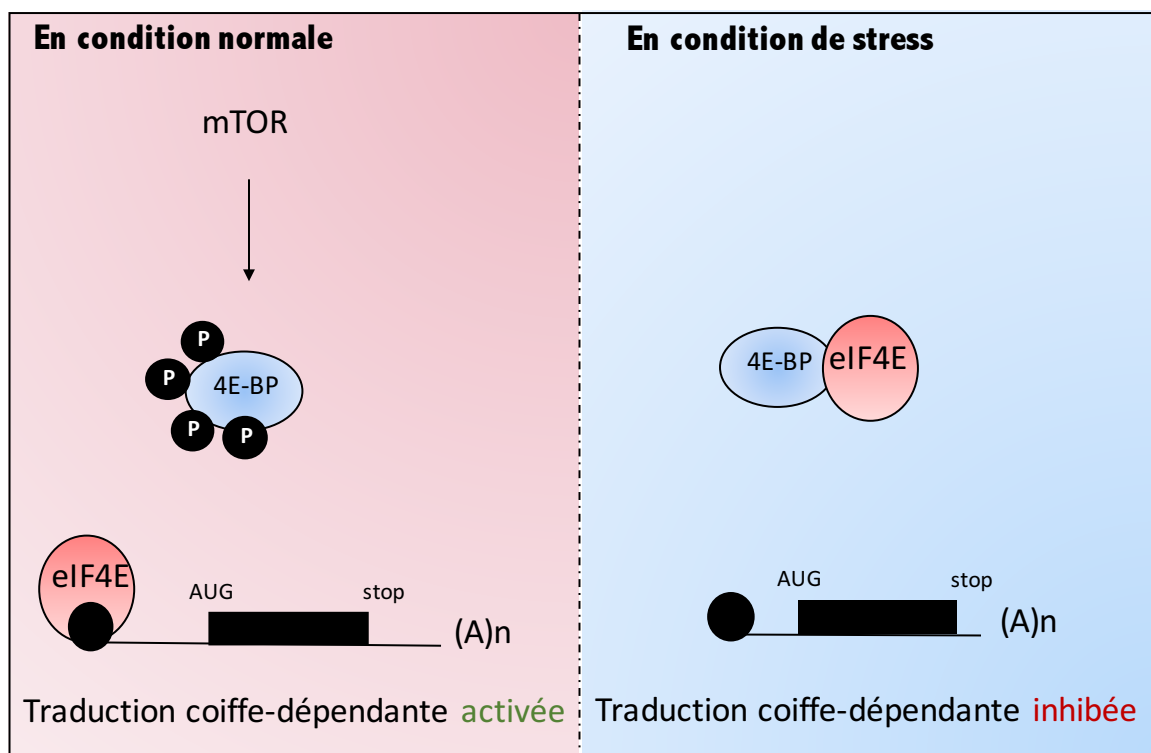 En condition normale
mTOR
P
P
4E-BP
P
P
eIF4E
AUG
stop
(A)n
Traduction coiffe-dépendante activée
En condition de stress
4E-BP
eIF4E
AUG
stop
(A)n
Traduction coiffe-dépendante inhibée